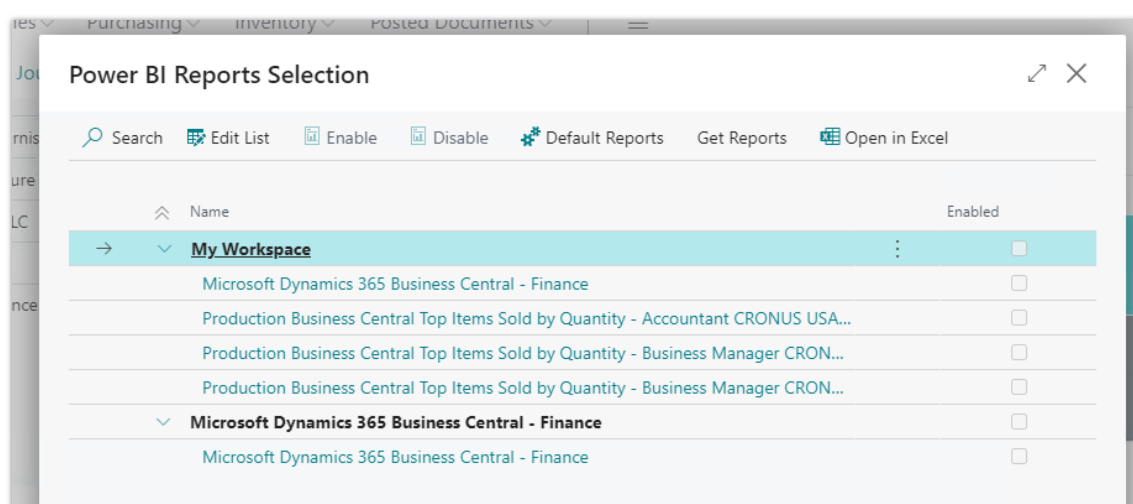 Purchasing Inventory Posted Documents
Power BI Reports Selection
Search Edit List Enable Disable Default Reports Get Reports Open in Excel
Name Enabled
My Workspace
Microsoft Dynamics 365 Business Central - Finance
Production Business Central Top Items Sold by Quantity - Accountant CRONUS USA...
Production Business Central Top Items Sold by Quantity - Business Manager CRON...
Production Business Central Top Items Sold by Quantity - Business Manager CRON...
Microsoft Dynamics 365 Business Central - Finance
Microsoft Dynamics 365 Business Central - Finance